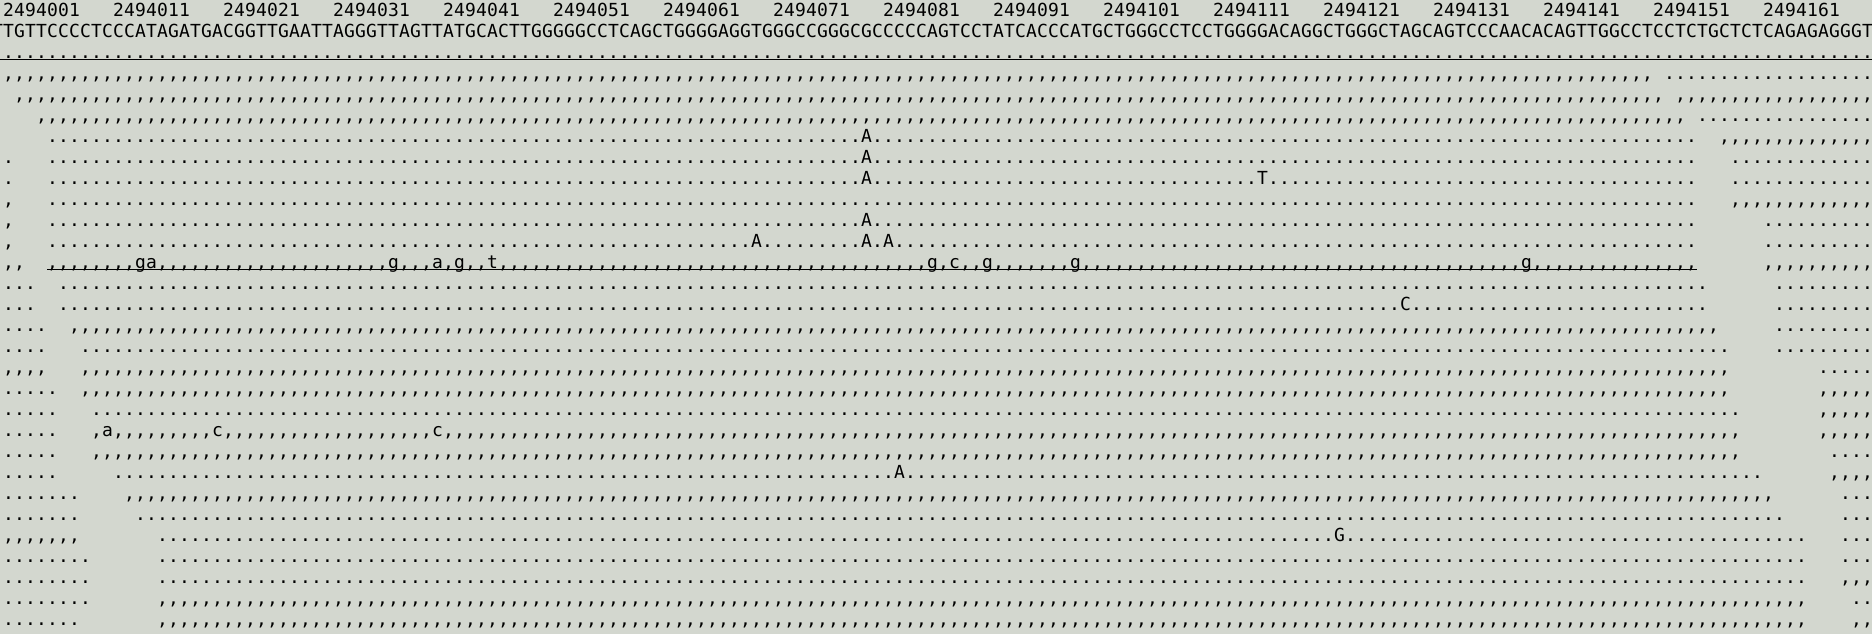 2494001 2494011 2494021 2494031 2494041 2494051 2494061 2494071 2494081 2494091 2494101 2494111 2494121 2494131 2494141 2494151 2494161
TGTTCCCCTCCCATAGATGACGGTTGAATTAGGGTTAGTTATGCACTTGGGGGCCTCAGCTGGGGAGGTGGGCCGGGCGCCCCCAGTCCTATCACCCATGCTGGGCCTCCTGGGGACAGGCTGGGCTAGCAGTCCCAACACAGTTGGCCTCCTCTGCTCTCAGAGAGGGT
A
A
A T
A
A A A
ga g a g t g c g g g
C
a c c
A
G